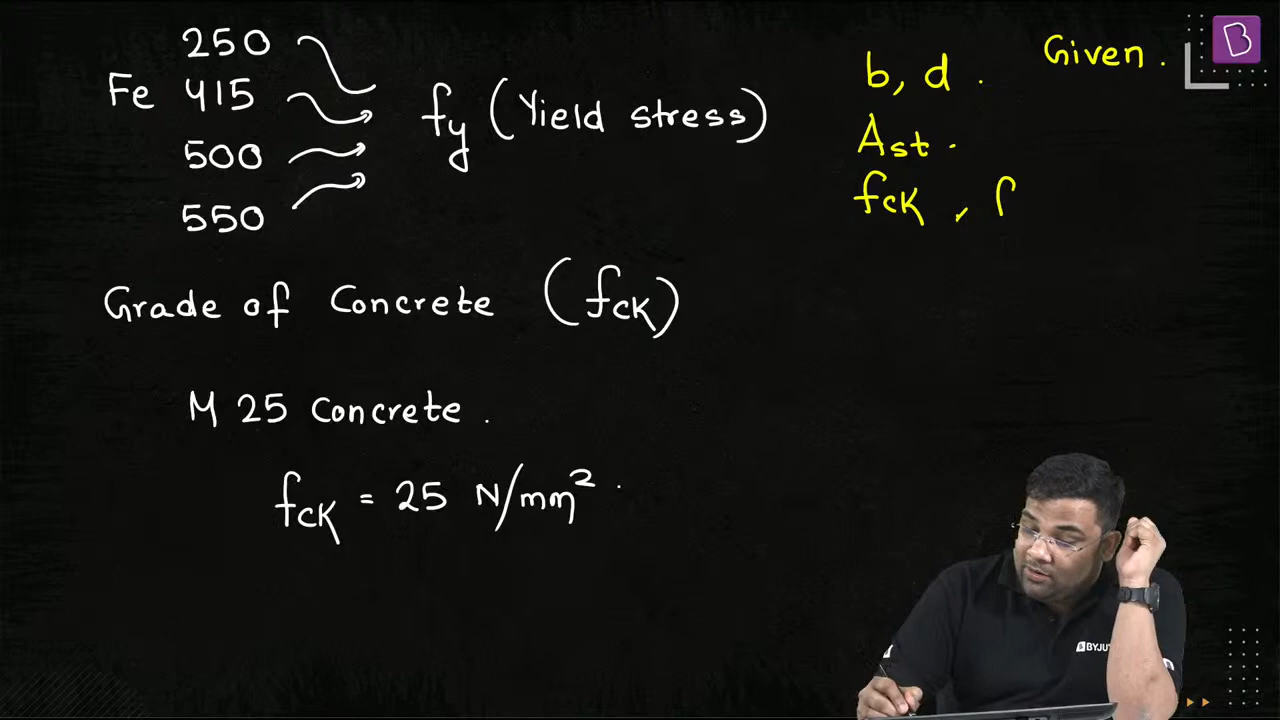 250
Fe 415
500
550
fy (Yield stress)
Grade of Concrete (fck)
M 25 Concrete.
fck = 25 N/mm²
Given.
b, d.
Ast.
fck, f
B
BYJU